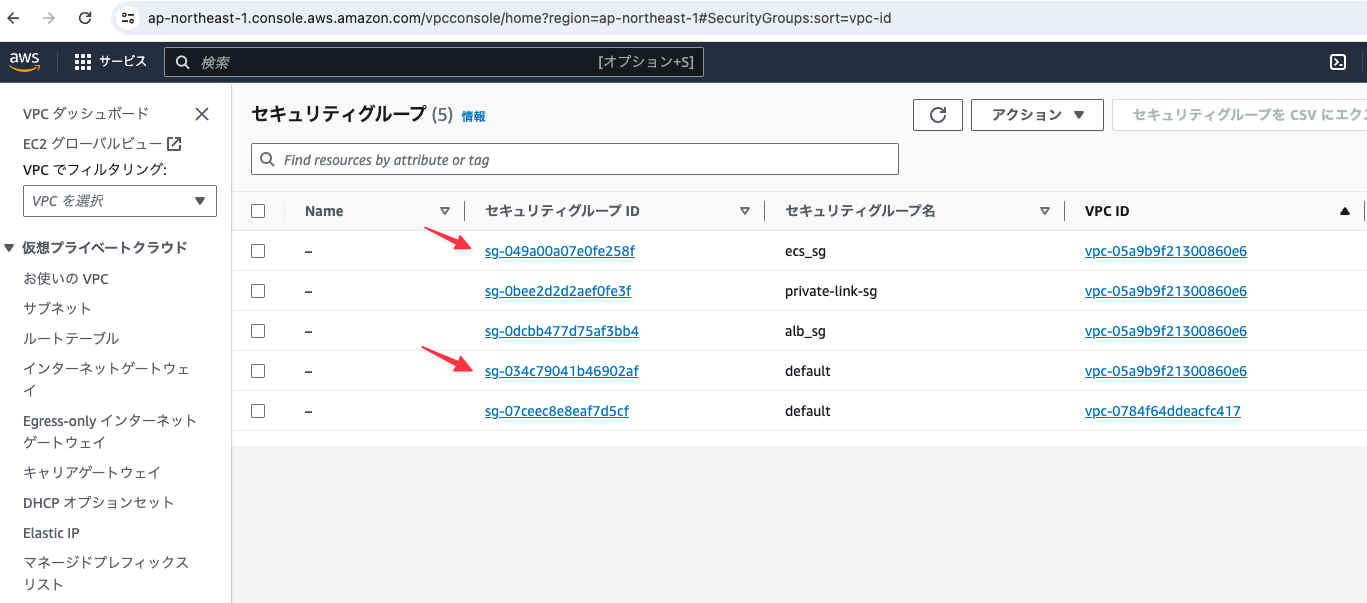 ap-northeast-1.console.aws.amazon.com/vpcconsole/home?region=ap-northeast-1#SecurityGroups:sort=vpc-id
aws
サービス
検索
[オプション+S]
VPC ダッシュボード
EC2 グローバルビュー
VPC でフィルタリング:
VPC を選択
仮想プライベートクラウド
お使いの VPC
サブネット
ルートテーブル
インターネットゲートウェ
イ
Egress-only インターネット
ゲートウェイ
キャリアゲートウェイ
DHCP オプションセット
Elastic IP
マネージドプレフィックス
リスト
セキュリティグループ (5) 情報
アクション
セキュリティグループを CSV にエク
Find resources by attribute or tag
Name セキュリティグループ ID セキュリティグループ名 VPC ID
– sg-049a00a07e0fe258f ecs_sg vpc-05a9b9f21300860e6
– sg-0bee2d2d2aef0fe3f private-link-sg vpc-05a9b9f21300860e6
– sg-0dcbb477d75af3bb4 alb_sg vpc-05a9b9f21300860e6
– sg-034c79041b46902af default vpc-05a9b9f21300860e6
– sg-07ceec8e8eaf7d5cf default vpc-0784f64ddeacfc417